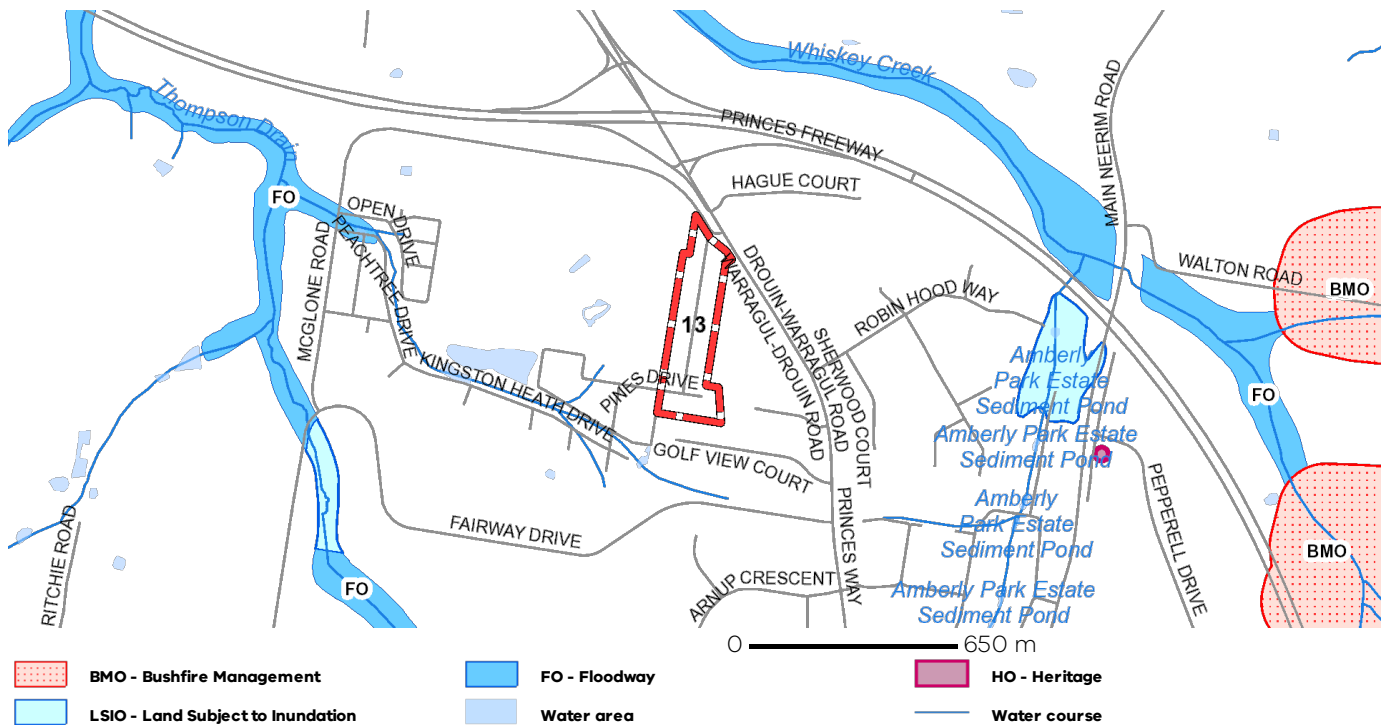 Whiskey Creek
Thompson Drain
PRINCES FREEWAY
MAIN NEERIM ROAD
HAGUE COURT
FO
OPEN DRIVE
PEACHTREE DRIVE
MCGLONE ROAD
DROUIN-WARRAGUL ROAD
WARRAGUL-DROUIN ROAD
WALTON ROAD
BMO
ROBIN HOOD WAY
13
SHERWOOD COURT
Amberly
Park Estate
Sediment Pond
KINGSTON HEATH DRIVE
PINES DRIVE
FO
Amberly Park Estate
Sediment Pond
GOLF VIEW COURT
PEPPERELL DRIVE
PRINCES WAY
Amberly
Park Estate
Sediment Pond
RITCHIE ROAD
FAIRWAY DRIVE
BMO
FO
ARNUP CRESCENT
Amberly Park Estate
Sediment Pond
0 650 m
BMO - Bushfire Management
FO - Floodway
HO - Heritage
LSIO - Land Subject to Inundation
Water area
Water course